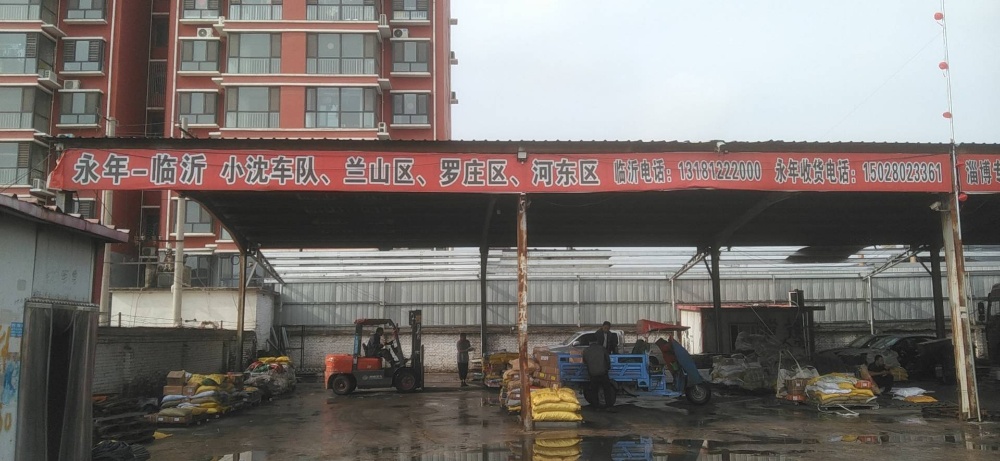 永年-临沂 小沈车队、兰山区、罗庄区、河东区 临沂电话：13181222000 永年收货电话：15028023361
淄博专